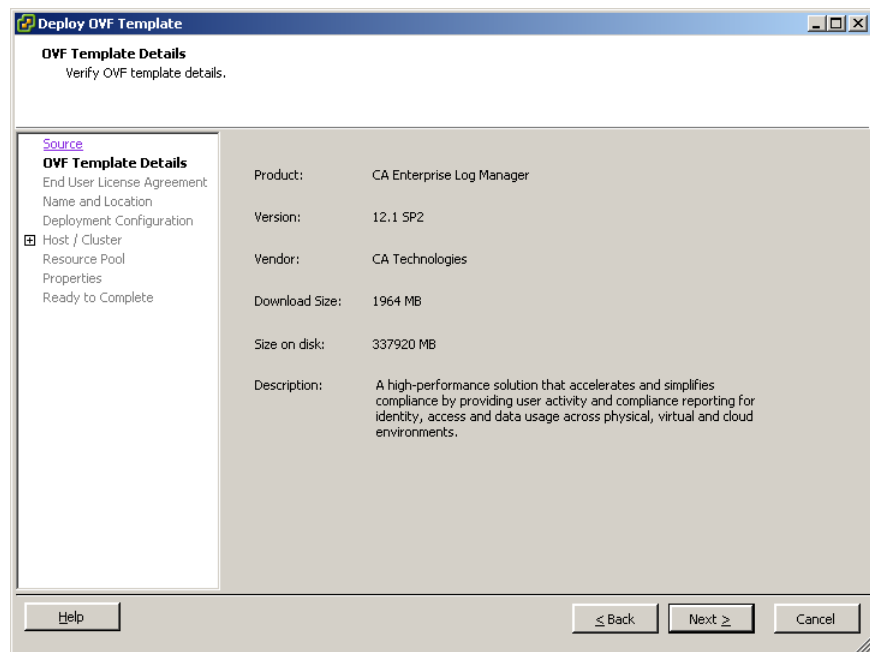 Deploy OVF Template
OVF Template Details
Verify OVF template details.
Source
OVF Template Details
End User License Agreement
Name and Location
Deployment Configuration
Host / Cluster
Resource Pool
Properties
Ready to Complete
Product: CA Enterprise Log Manager
Version: 12.1 SP2
Vendor: CA Technologies
Download Size: 1964 MB
Size on disk: 337920 MB
Description: A high-performance solution that accelerates and simplifies
compliance by providing user activity and compliance reporting for
identity, access and data usage across physical, virtual and cloud
environments.
Help
< Back
Next >
Cancel